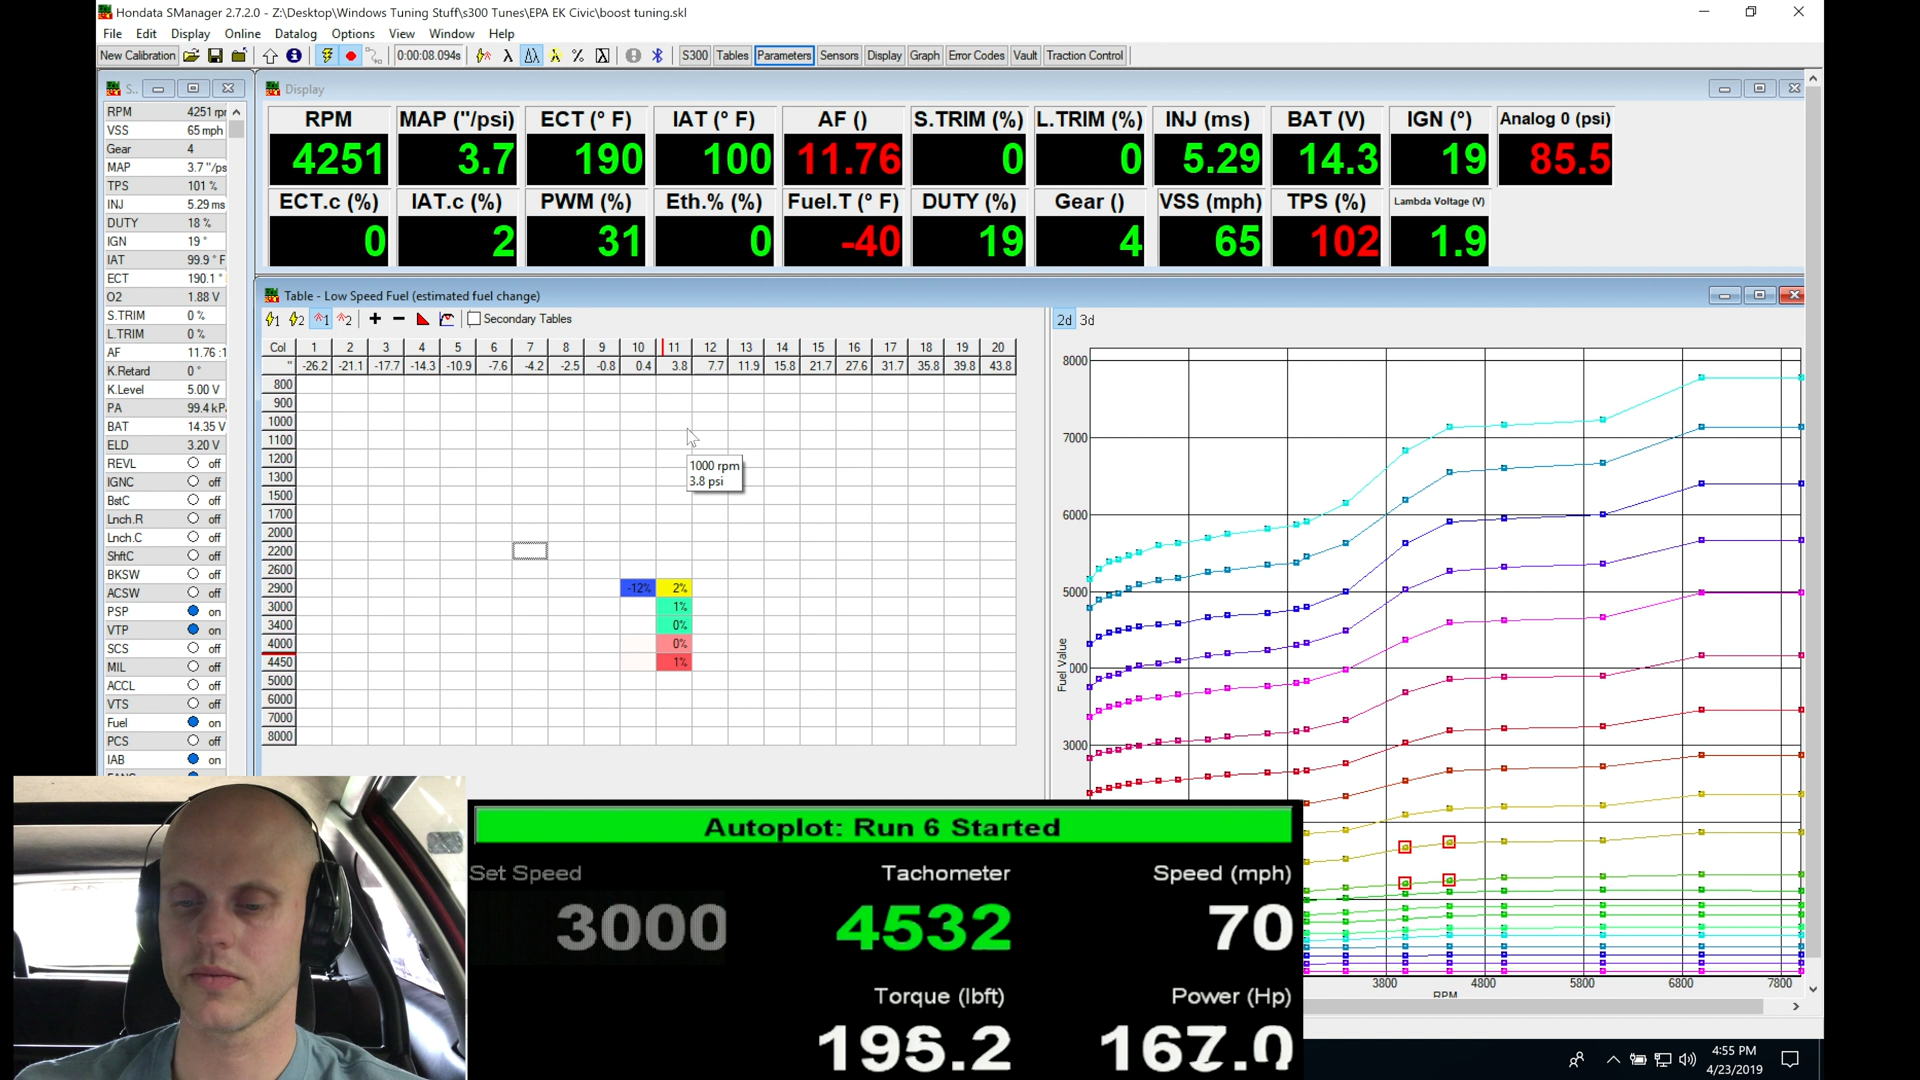 Hondata SManager 2.7.2.0 - Z:\Desktop\Windows Tuning Stuff\s300 Tunes\EPA EK Civic\boost tuning.skl
File Edit Display Online Datalog Options View Window Help
New Calibration 0:00:08.094s S300 Tables Parameters Sensors Display Graph Error Codes Vault Traction Control
S..
RPM 4251 rpr
VSS 65 mph
Gear 4
MAP 3.7 "/ps
TPS 101 %
INJ 5.29 ms
DUTY 18 %
IGN 19 °
IAT 99.9 ° F
ECT 190.1 °
O2 1.88 V
S.TRIM 0 %
L.TRIM 0 %
AF 11.76 :1
K.Retard 0 °
K.Level 5.00 V
PA 99.4 kP
BAT 14.35 V
ELD 3.20 V
REVL off
IGNC off
BstC off
Lnch.R off
Lnch.C off
ShftC off
BKSW off
ACSW off
PSP on
VTP on
SCS off
MIL off
ACCL off
VTS off
Fuel on
PCS off
IAB on
Display
RPM MAP ("/psi) ECT (° F) IAT (° F) AF () S.TRIM (%) L.TRIM (%) INJ (ms) BAT (V) IGN (°) Analog 0 (psi)
4251 3.7 190 100 11.76 0 0 5.29 14.3 19 85.5
ECT.c (%) IAT.c (%) PWM (%) Eth.% (%) Fuel.T (° F) DUTY (%) Gear () VSS (mph) TPS (%) Lambda Voltage (V)
0 2 31 0 -40 19 4 65 102 1.9
Table - Low Speed Fuel (estimated fuel change)
1 2 1 2 Secondary Tables
Col 1 2 3 4 5 6 7 8 9 10 11 12 13 14 15 16 17 18 19 20
" -26.2 -21.1 -17.7 -14.3 -10.9 -7.6 -4.2 -2.5 -0.8 0.4 3.8 7.7 11.9 15.8 21.7 27.6 31.7 35.8 39.8 43.8
800
900
1000
1100
1200
1300
1500
1700
2000
2200
2600
2900 -12% 2%
3000 1%
3400 0%
4000 0%
4450 1%
5000
6000
7000
8000
1000 rpm
3.8 psi
2d 3d
8000
7000
6000
5000
3000
Fuel Value
3800 4800 5800 6800 7800
RPM
Autoplot: Run 6 Started
Set Speed Tachometer Speed (mph)
3000 4532 70
Torque (lbft) Power (Hp)
4:55 PM
4/23/2019